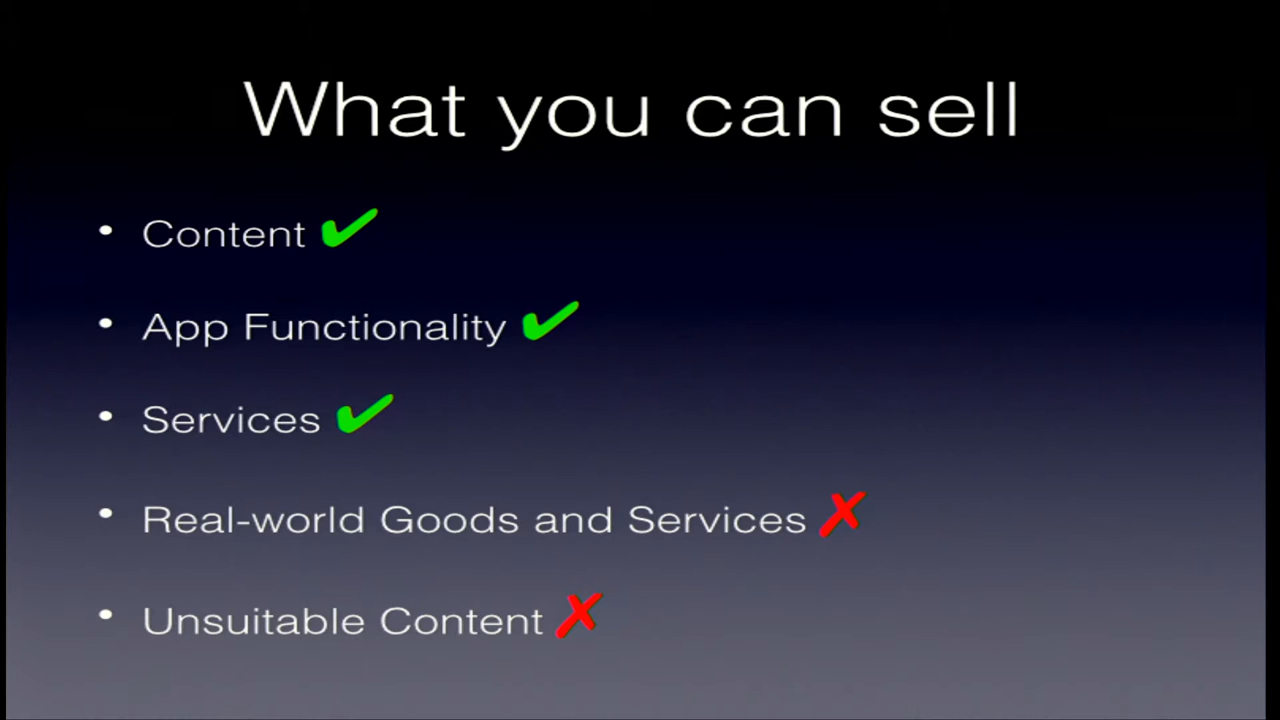 What you can sell
• Content ✔
• App Functionality ✔
• Services ✔
• Real-world Goods and Services ✗
• Unsuitable Content ✗